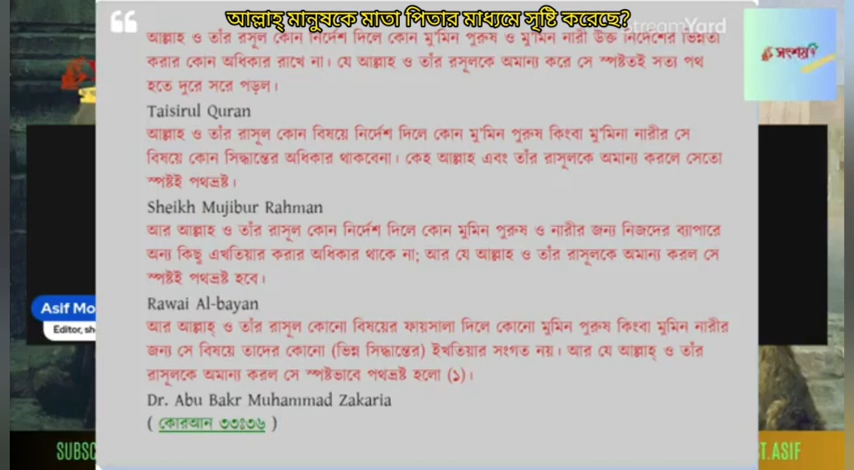 আল্লাহ্ মানুষকে মাতা পিতার মাধ্যমে সৃষ্টি করেছে?
StreamYard
সংশয়
আল্লাহ ও তাঁর রসূল কোন নির্দেশ দিলে কোন মু'মিন পুরুষ ও মু'মিন নারী উক্ত নির্দেশের ভিন্নতা
করার কোন অধিকার রাখে না। যে আল্লাহ ও তাঁর রসূলকে অমান্য করে সে স্পষ্টতই সত্য পথ
হতে দুরে সরে পড়ল।
Taisirul Quran
আল্লাহ ও তাঁর রাসূল কোন বিষয়ে নির্দেশ দিলে কোন মু'মিন পুরুষ কিংবা মু'মিনা নারীর সে
বিষয়ে কোন সিদ্ধান্তের অধিকার থাকবেনা। কেহ আল্লাহ এবং তাঁর রাসূলকে অমান্য করলে সেতো
স্পষ্টই পথভ্রষ্ট।
Sheikh Mujibur Rahman
আর আল্লাহ ও তাঁর রাসূল কোন নির্দেশ দিলে কোন মুমিন পুরুষ ও নারীর জন্য নিজদের ব্যাপারে
অন্য কিছু এখতিয়ার করার অধিকার থাকে না; আর যে আল্লাহ ও তাঁর রাসূলকে অমান্য করল সে
স্পষ্টই পথভ্রষ্ট হবে।
Rawai Al-bayan
আর আল্লাহ্ ও তাঁর রাসূল কোনো বিষয়ের ফায়সালা দিলে কোনো মুমিন পুরুষ কিংবা মুমিন নারীর
জন্য সে বিষয়ে তাদের কোনো (ভিন্ন সিদ্ধান্তের) ইখতিয়ার সংগত নয়। আর যে আল্লাহ্ ও তাঁর
রাসূলকে অমান্য করল সে স্পষ্টভাবে পথভ্রষ্ট হলো (১)।
Dr. Abu Bakr Muhammad Zakaria
( কোরআন ৩৩ঃ৩৬ )
Asif Mo
Editor, sh
SUBSC
T.ASIF